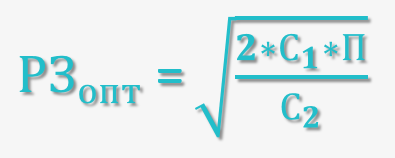 РЗопт = √(2*С₁*П / С₂)